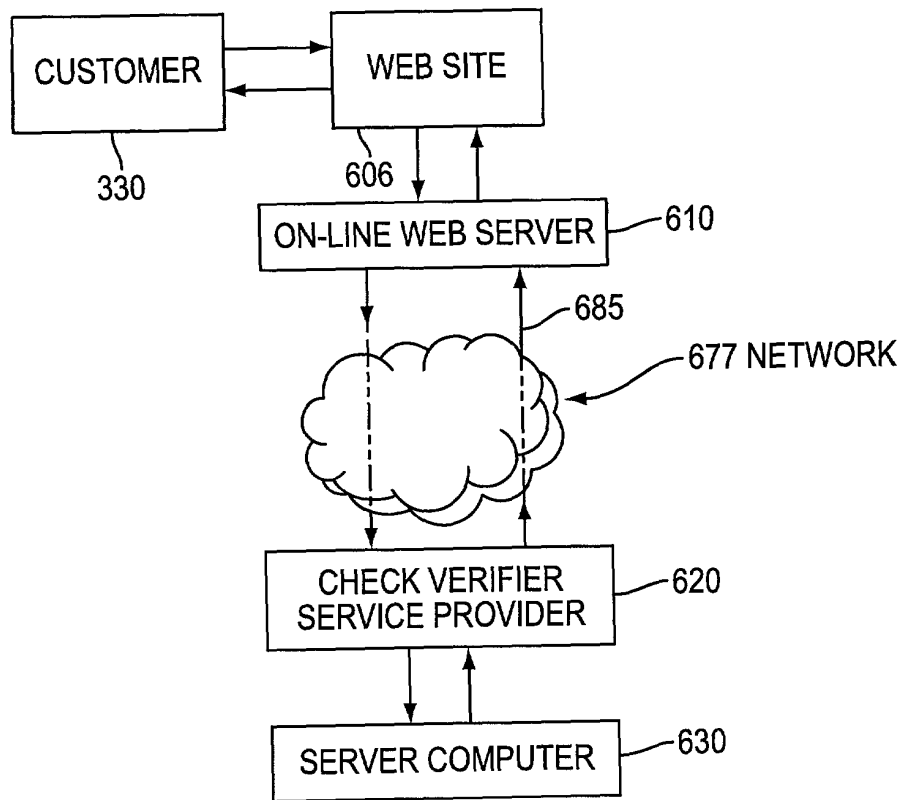 CUSTOMER
WEB SITE
330
606
ON-LINE WEB SERVER
610
685
677 NETWORK
CHECK VERIFIER
SERVICE PROVIDER
620
SERVER COMPUTER
630